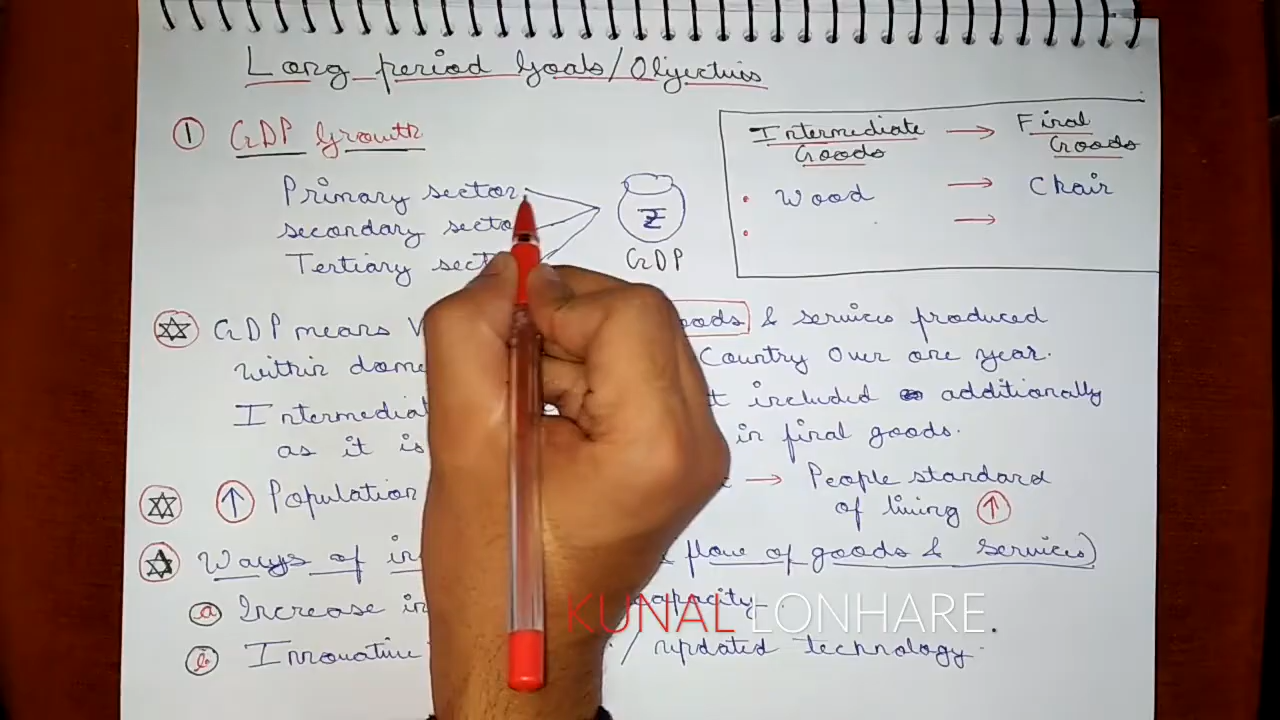 Long period Goals/Objectives
① GDP Growth
Primary sector
secondary secto
Tertiary sect
₹
GDP
Intermediate Goods → Final Goods
• Wood → Chair
• →
GDP means V oods & services produced
within dome Country Over one year.
Intermediat t included additionally
as it is in final goods.
↑ Population → People standard
of living ↑
Ways of in flow of goods & services)
a Increase in capacity
b Innovative / updated technology.
KUNAL LONHARE